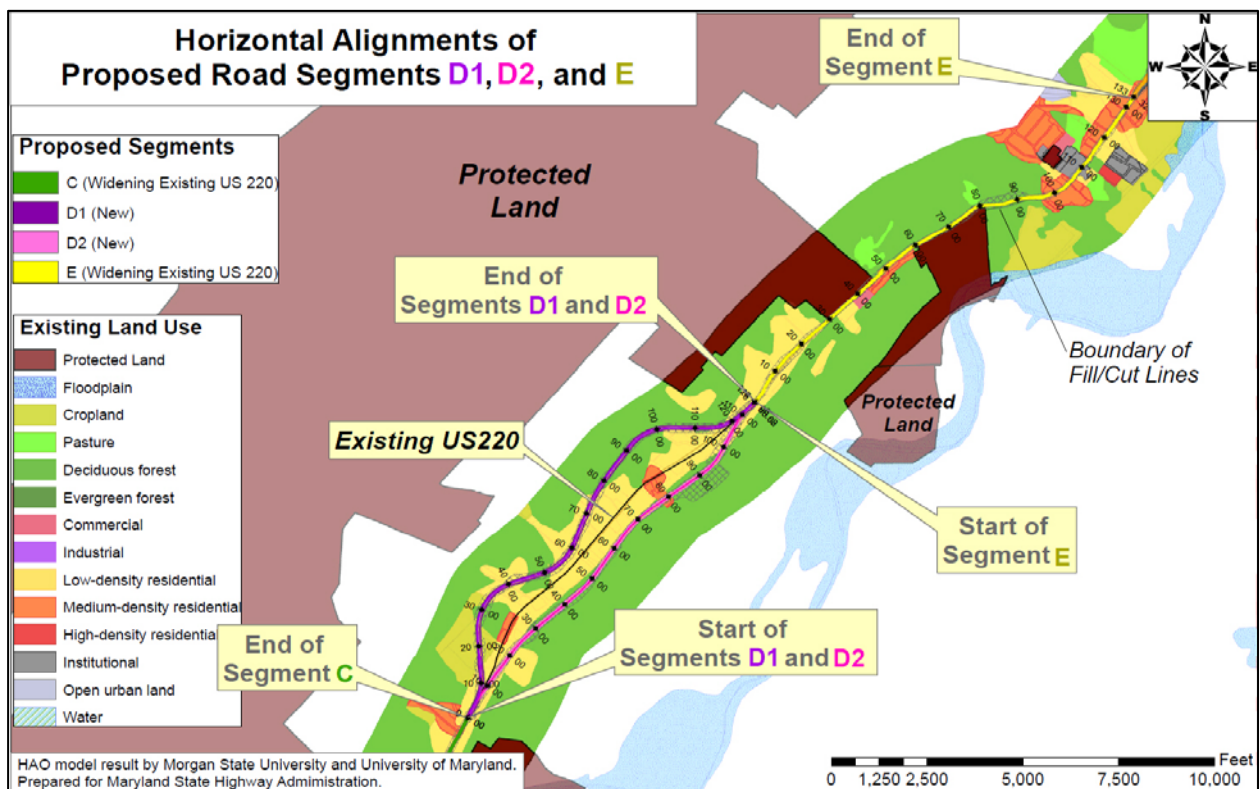 Horizontal Alignments of
Proposed Road Segments D1, D2, and E
N
W
E
S
End of
Segment E
Proposed Segments
C (Widening Existing US 220)
D1 (New)
D2 (New)
E (Widening Existing US 220)
Protected
Land
End of
Segments D1 and D2
Existing Land Use
Protected Land
Floodplain
Cropland
Pasture
Deciduous forest
Evergreen forest
Commercial
Industrial
Low-density residential
Medium-density residential
High-density residential
Institutional
Open urban land
Water
Boundary of
Fill/Cut Lines
Protected
Land
Existing US220
Start of
Segment E
End of
Segment C
Start of
Segments D1 and D2
HAO model result by Morgan State University and University of Maryland.
Prepared for Maryland State Highway Admimistration.
Feet
0 1,250 2,500 5,000 7,500 10,000